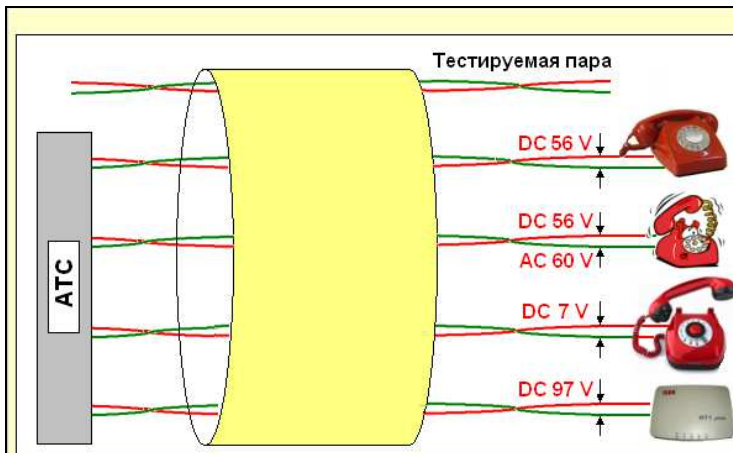 Тестируемая пара
DC 56 V
DC 56 V
AC 60 V
АТС
DC 7 V
DC 97 V